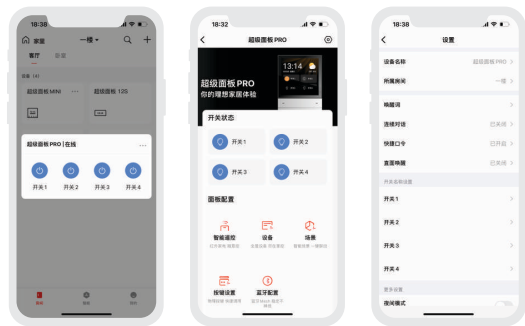 18:38
家里
一楼
客厅
设备（4）
超级面板 MINI
超级面板 12S
超级面板 PRO | 在线
开关 1
开关 2
开关 3
开关 4
18:32
超级面板 PRO
13:14
超级面板 PRO
你的理想家居体验
开关状态
开关 1
开关 2
开关 3
开关 4
面板配置
智能遥控
设备
场景
按键设置
蓝牙配置
18:38
设置
设备名称
超级面板 PRO
所属房间
一楼
唤醒词
连续对话
已关闭
快捷口令
已开启
直面唤醒
已关闭
开关名称设置
开关 1
开关 2
开关 3
开关 4
更多设置
夜间模式